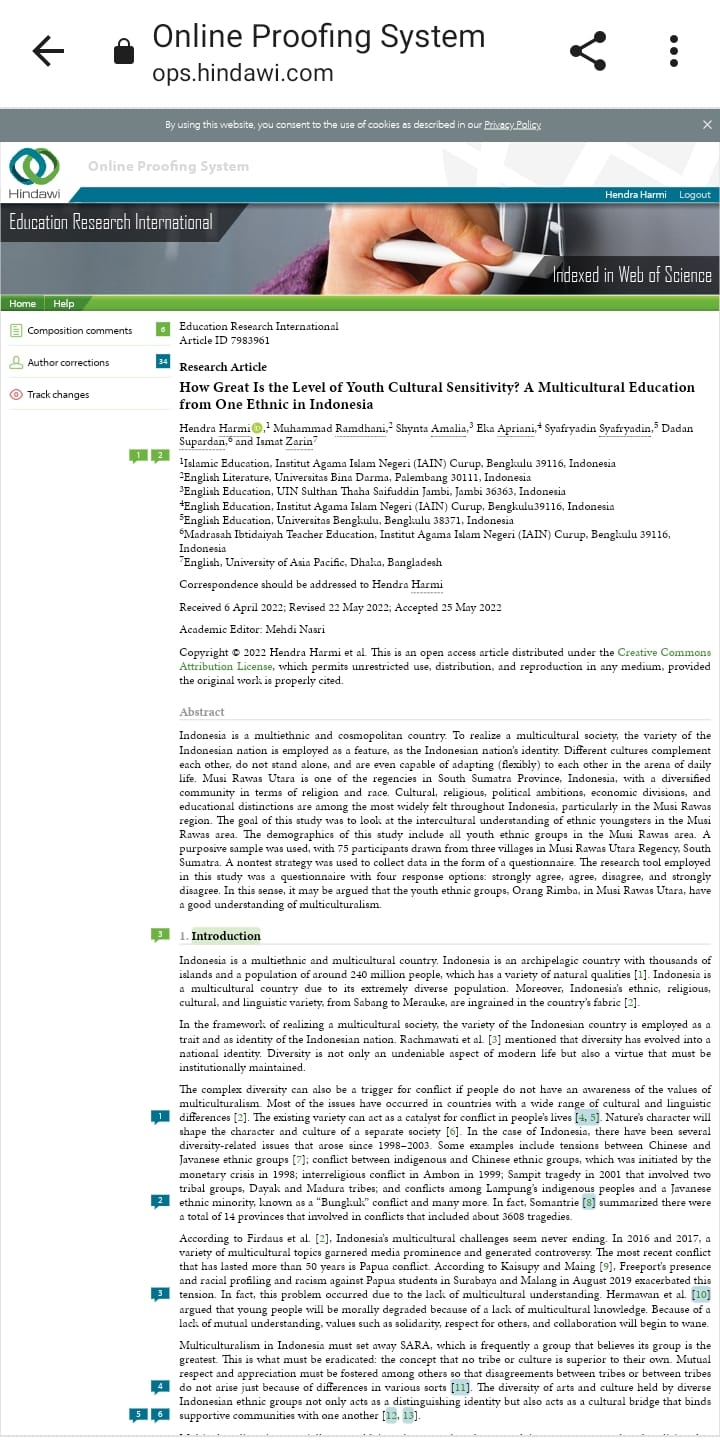 Online Proofing System
ops.hindawi.com
By using this website, you consent to the use of cookies as described in our Privacy Policy
Online Proofing System
Hindawi
Hendra Harmi Logout
Education Research International
Indexed in Web of Science
Home Help
Composition comments 6
Author corrections 34
Track changes
Education Research International
Article ID 7983961
Research Article
How Great Is the Level of Youth Cultural Sensitivity? A Multicultural Education
from One Ethnic in Indonesia
Hendra Harmi,¹ Muhammad Ramdhani,² Shynta Amalia,³ Eka Apriani,⁴ Syafryadin Syafryadin,⁵ Dadan
Supardan,⁶ and Ismat Zarin⁷
1 2
¹Islamic Education, Institut Agama Islam Negeri (IAIN) Curup, Bengkulu 39116, Indonesia
²English Literature, Universitas Bina Darma, Palembang 30111, Indonesia
³English Education, UIN Sulthan Thaha Saifuddin Jambi, Jambi 36363, Indonesia
⁴English Education, Institut Agama Islam Negeri (IAIN) Curup, Bengkulu39116, Indonesia
⁵English Education, Universitas Bengkulu, Bengkulu 38371, Indonesia
⁶Madrasah Ibtidaiyah Teacher Education, Institut Agama Islam Negeri (IAIN) Curup, Bengkulu 39116,
Indonesia
⁷English, University of Asia Pacific, Dhaka, Bangladesh
Correspondence should be addressed to Hendra Harmi
Received 6 April 2022; Revised 22 May 2022; Accepted 25 May 2022
Academic Editor: Mehdi Nasri
Copyright © 2022 Hendra Harmi et al. This is an open access article distributed under the Creative Commons
Attribution License, which permits unrestricted use, distribution, and reproduction in any medium, provided
the original work is properly cited.
Abstract
Indonesia is a multiethnic and cosmopolitan country. To realize a multicultural society, the variety of the
Indonesian nation is employed as a feature, as the Indonesian nation's identity. Different cultures complement
each other, do not stand alone, and are even capable of adapting (flexibly) to each other in the arena of daily
life. Musi Rawas Utara is one of the regencies in South Sumatra Province, Indonesia, with a diversified
community in terms of religion and race. Cultural, religious, political ambitions, economic divisions, and
educational distinctions are among the most widely felt throughout Indonesia, particularly in the Musi Rawas
region. The goal of this study was to look at the intercultural understanding of ethnic youngsters in the Musi
Rawas area. The demographics of this study include all youth ethnic groups in the Musi Rawas area. A
purposive sample was used, with 75 participants drawn from three villages in Musi Rawas Utara Regency, South
Sumatra. A nontest strategy was used to collect data in the form of a questionnaire. The research tool employed
in this study was a questionnaire with four response options: strongly agree, agree, disagree, and strongly
disagree. In this sense, it may be argued that the youth ethnic groups, Orang Rimba, in Musi Rawas Utara, have
a good understanding of multiculturalism.
3 1. Introduction
Indonesia is a multiethnic and multicultural country. Indonesia is an archipelagic country with thousands of
islands and a population of around 240 million people, which has a variety of natural qualities [1]. Indonesia is
a multicultural country due to its extremely diverse population. Moreover, Indonesia's ethnic, religious,
cultural, and linguistic variety, from Sabang to Merauke, are ingrained in the country's fabric [2].
In the framework of realizing a multicultural society, the variety of the Indonesian country is employed as a
trait and as identity of the Indonesian nation. Rachmawati et al. [3] mentioned that diversity has evolved into a
national identity. Diversity is not only an undeniable aspect of modern life but also a virtue that must be
institutionally maintained.
The complex diversity can also be a trigger for conflict if people do not have an awareness of the values of
multiculturalism. Most of the issues have occurred in countries with a wide range of cultural and linguistic
1 differences [2]. The existing variety can act as a catalyst for conflict in people's lives [4, 5]. Nature's character will
shape the character and culture of a separate society [6]. In the case of Indonesia, there have been several
diversity-related issues that arose since 1998–2003. Some examples include tensions between Chinese and
Javanese ethnic groups [7]; conflict between indigenous and Chinese ethnic groups, which was initiated by the
monetary crisis in 1998; interreligious conflict in Ambon in 1999; Sampit tragedy in 2001 that involved two
tribal groups, Dayak and Madura tribes; and conflicts among Lampung's indigenous peoples and a Javanese
2 ethnic minority, known as a "Bungkuk" conflict and many more. In fact, Somantrie [8] summarized there were
a total of 14 provinces that involved in conflicts that included about 3608 tragedies.
According to Firdaus et al. [2], Indonesia's multicultural challenges seem never ending. In 2016 and 2017, a
variety of multicultural topics garnered media prominence and generated controversy. The most recent conflict
that has lasted more than 50 years is Papua conflict. According to Kaisupy and Maing [9], Freeport's presence
and racial profiling and racism against Papua students in Surabaya and Malang in August 2019 exacerbated this
3 tension. In fact, this problem occurred due to the lack of multicultural understanding. Hermawan et al. [10]
argued that young people will be morally degraded because of a lack of multicultural knowledge. Because of a
lack of mutual understanding, values such as solidarity, respect for others, and collaboration will begin to wane.
Multiculturalism in Indonesia must set away SARA, which is frequently a group that believes its group is the
greatest. This is what must be eradicated: the concept that no tribe or culture is superior to their own. Mutual
respect and appreciation must be fostered among others so that disagreements between tribes or between tribes
4 do not arise just because of differences in various sorts [11]. The diversity of arts and culture held by diverse
Indonesian ethnic groups not only acts as a distinguishing identity but also acts as a cultural bridge that binds
5 6 supportive communities with one another [12, 13].